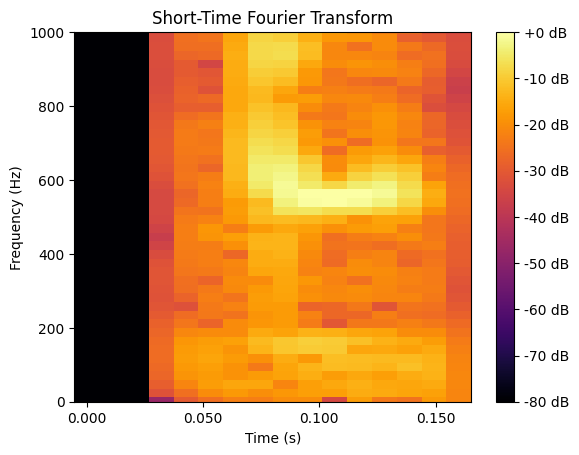 Short-Time Fourier Transform
1000
800
600
400
200
0
Frequency (Hz)
0.000
0.050
0.100
0.150
Time (s)
+0 dB
-10 dB
-20 dB
-30 dB
-40 dB
-50 dB
-60 dB
-70 dB
-80 dB